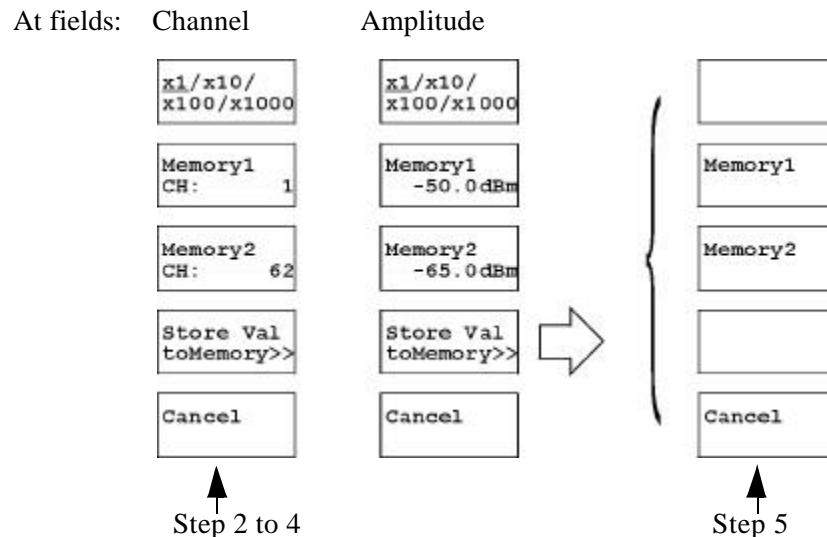 At fields: Channel Amplitude
x1/x10/
x100/x1000
Memory1
CH: 1
Memory2
CH: 62
Store Val
toMemory>>
Cancel
x1/x10/
x100/x1000
Memory1
-50.0dBm
Memory2
-65.0dBm
Store Val
toMemory>>
Cancel
Memory1
Memory2
Cancel
Step 2 to 4
Step 5